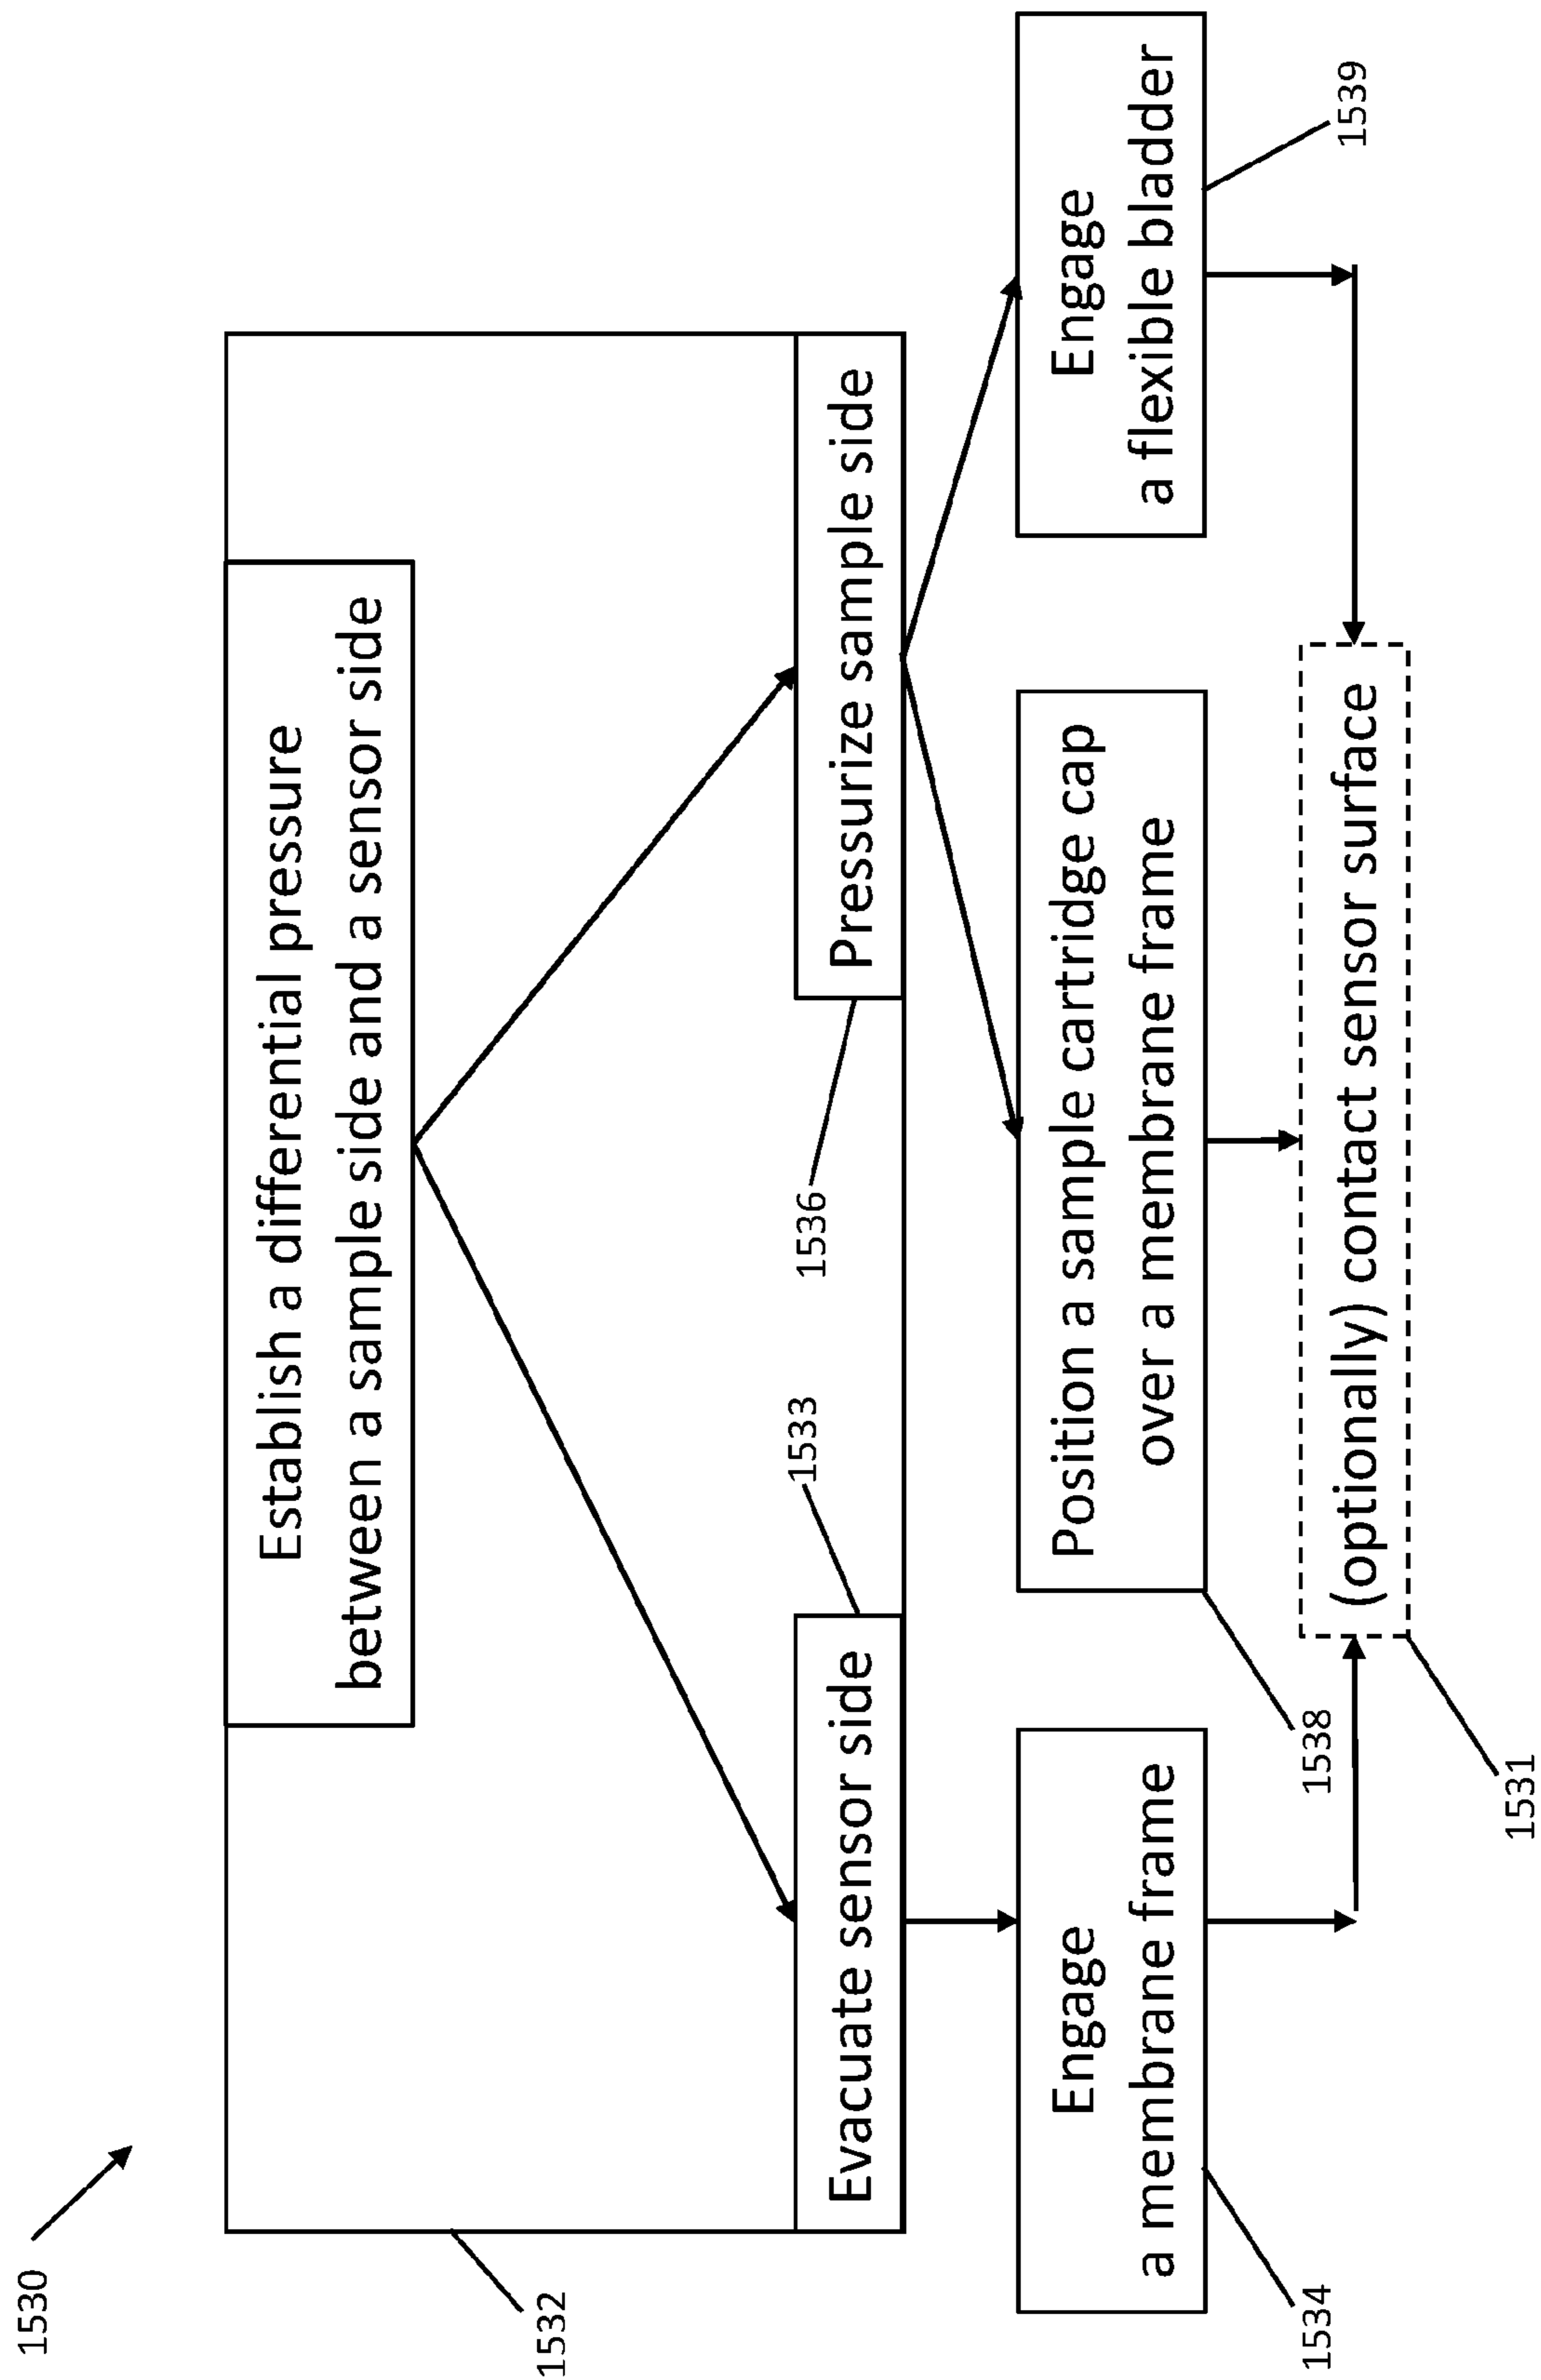 1530
1532
Establish a differential pressure
between a sample side and a sensor side
1533
1536
Evacuate sensor side
Pressurize sample side
Engage
a membrane frame
Position a sample cartridge cap
over a membrane frame
Engage
a flexible bladder
1534
1538
1539
(optionally) contact sensor surface
1531